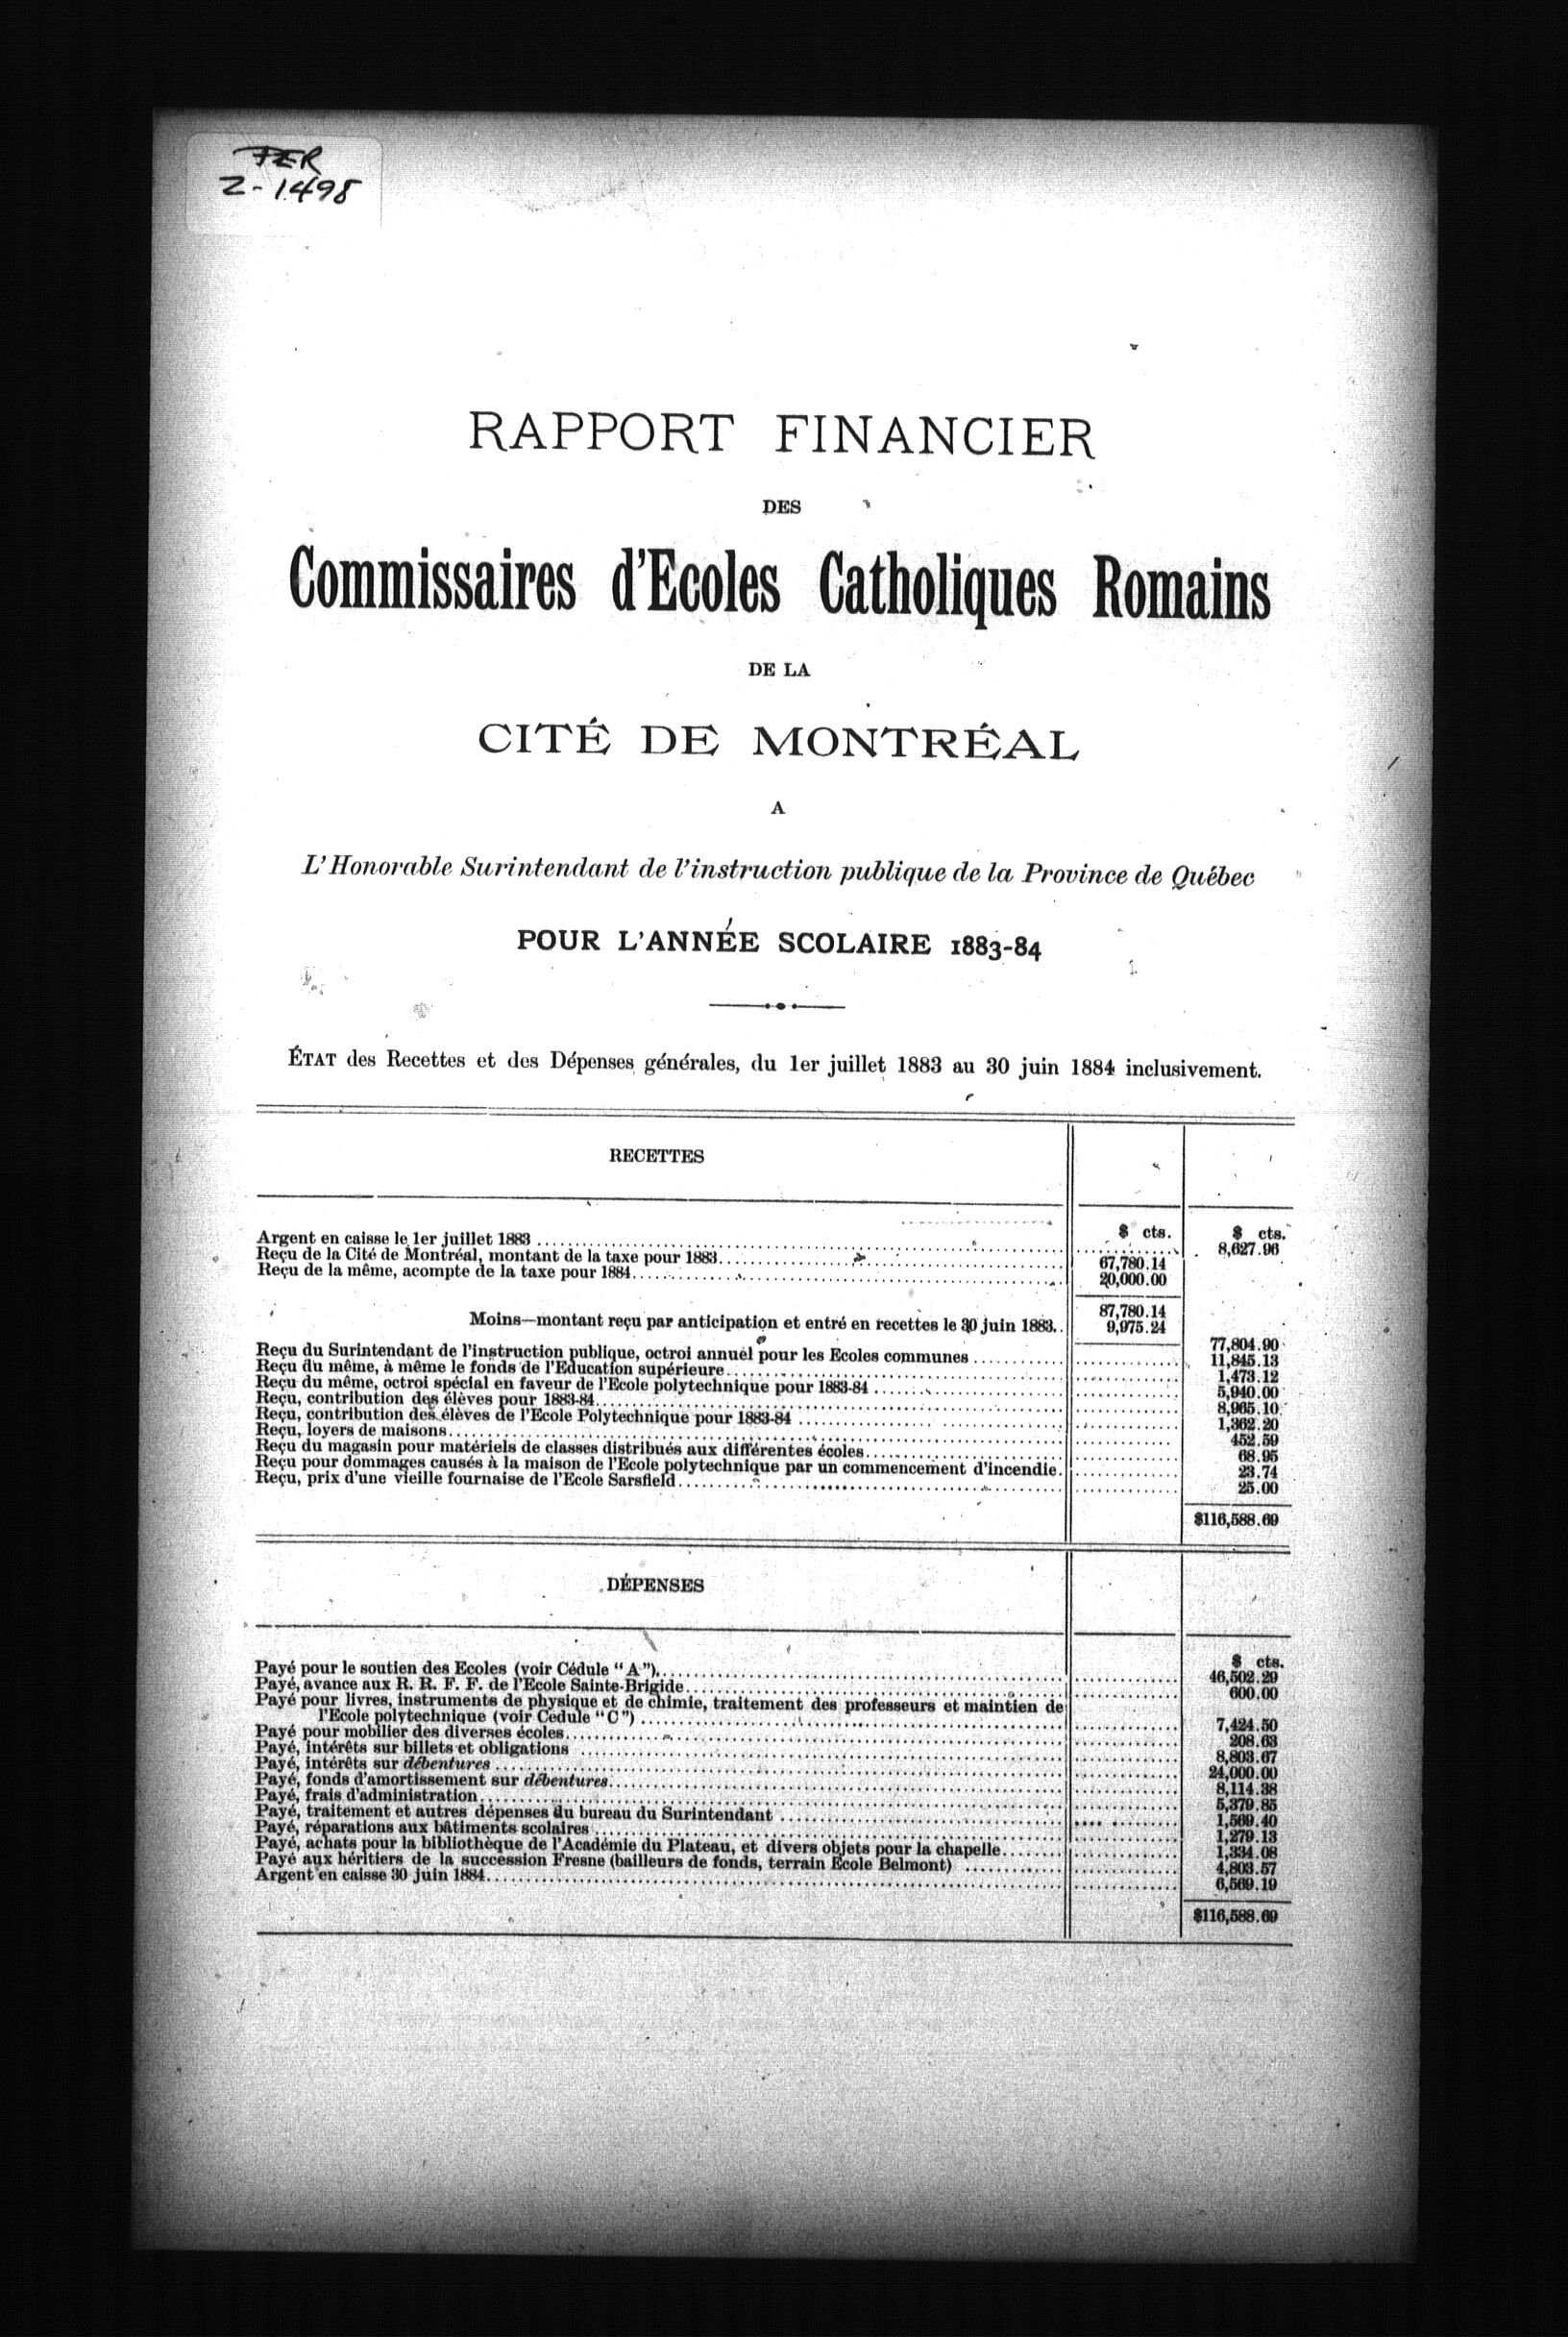 PER
Z-1498
RAPPORT FINANCIER
DES
Commissaires d'Ecoles Catholiques Romains
DE LA
CITÉ DE MONTRÉAL
A
L'Honorable Surintendant de l'instruction publique de la Province de Québec
POUR L'ANNÉE SCOLAIRE 1883-84
ÉTAT des Recettes et des Dépenses générales, du 1er juillet 1883 au 30 juin 1884 inclusivement.
RECETTES
$ cts. $ cts.
Argent en caisse le 1er juillet 1883 ........ 8,627.96
Reçu de la Cité de Montréal, montant de la taxe pour 1883........ 67,780.14
Reçu de la même, acompte de la taxe pour 1884........ 20,000.00
87,780.14
Moins—montant reçu par anticipation et entré en recettes le 30 juin 1883.. 9,975.24
77,804.90
Reçu du Surintendant de l'instruction publique, octroi annuel pour les Ecoles communes ........ 11,845.13
Reçu du même, à même le fonds de l'Education supérieure........ 1,473.12
Reçu du même, octroi spécial en faveur de l'Ecole polytechnique pour 1883-84 ........ 5,940.00
Reçu, contribution des élèves pour 1883-84........ 8,965.10
Reçu, contribution des élèves de l'Ecole Polytechnique pour 1883-84 ........ 1,362.20
Reçu, loyers de maisons........ 452.59
Reçu du magasin pour matériels de classes distribués aux différentes écoles........ 68.95
Reçu pour dommages causés à la maison de l'Ecole polytechnique par un commencement d'incendie. 23.74
Reçu, prix d'une vieille fournaise de l'Ecole Sarsfield........ 25.00
$116,588.69
DÉPENSES
$ cts.
Payé pour le soutien des Ecoles (voir Cédule "A")........ 46,502.29
Payé, avance aux R. R. F. F. de l'Ecole Sainte-Brigide........ 600.00
Payé pour livres, instruments de physique et de chimie, traitement des professeurs et maintien de
l'Ecole polytechnique (voir Cédule "C") ........ 7,424.50
Payé pour mobilier des diverses écoles........ 208.63
Payé, intérêts sur billets et obligations ........ 8,803.67
Payé, intérêts sur débentures ........ 24,000.00
Payé, fonds d'amortissement sur débentures........ 8,114.38
Payé, frais d'administration........ 5,379.85
Payé, traitement et autres dépenses du bureau du Surintendant ........ 1,569.40
Payé, réparations aux bâtiments scolaires ........ 1,279.13
Payé, achats pour la bibliothèque de l'Académie du Plateau, et divers objets pour la chapelle........ 1,334.08
Payé aux héritiers de la succession Fresne (bailleurs de fonds, terrain Ecole Belmont) ........ 4,803.57
Argent en caisse 30 juin 1884........ 6,569.19
$116,588.69